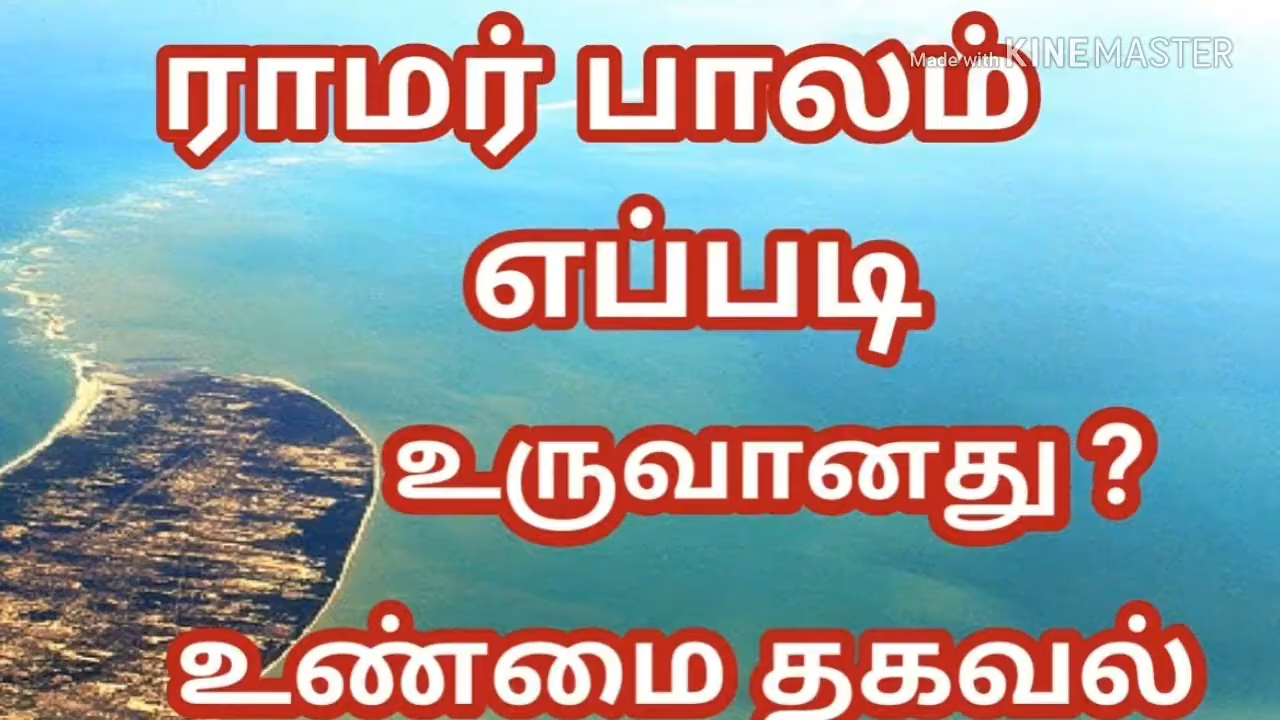 ராமர் பாலம்
Made with KINEMASTER
எப்படி
உருவானது ?
உண்மை தகவல்